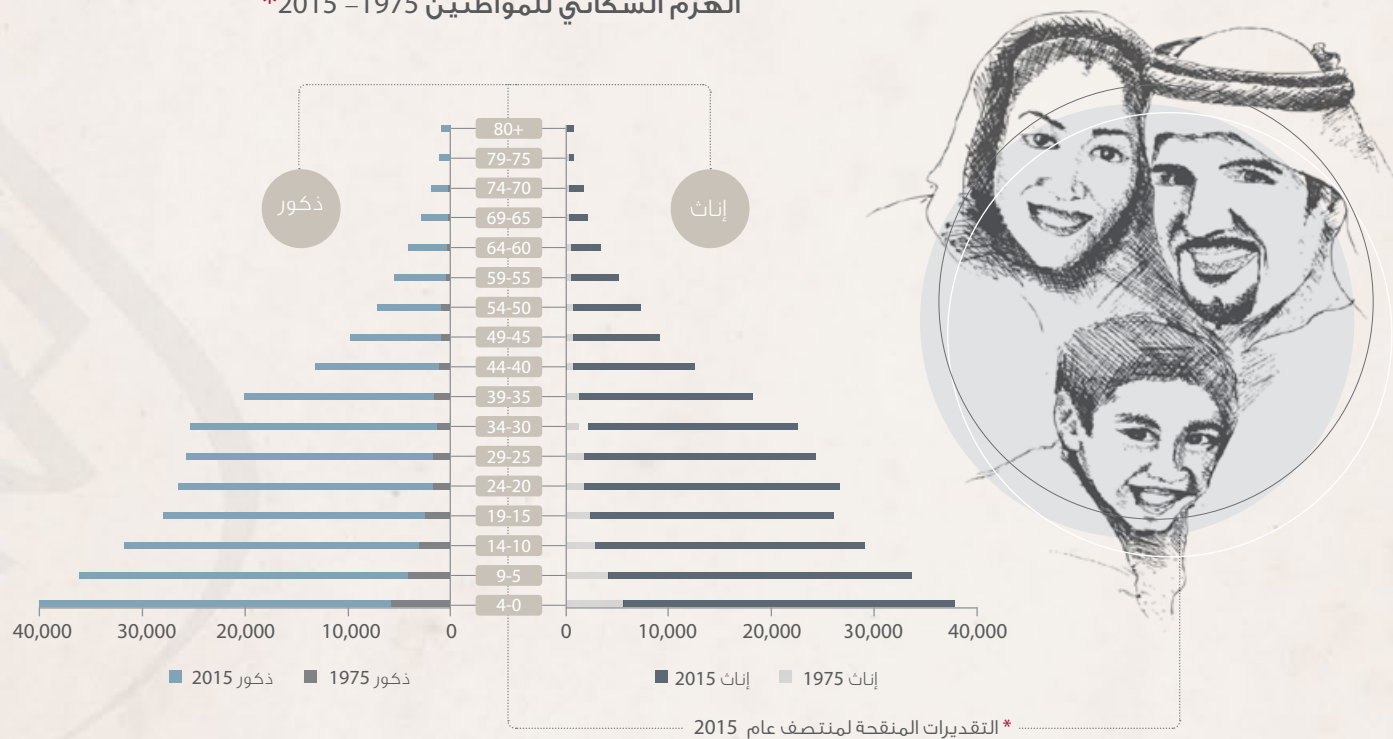 الهرم السكاني للمواطنين 1975– 2015*
ذكور
إناث
80+
79-75
74-70
69-65
64-60
59-55
54-50
49-45
44-40
39-35
34-30
29-25
24-20
19-15
14-10
9-5
4-0
40,000 30,000 20,000 10,000 0 0 10,000 20,000 30,000 40,000
ذكور 2015 ذكور 1975 إناث 2015 إناث 1975
* التقديرات المنقحة لمنتصف عام 2015